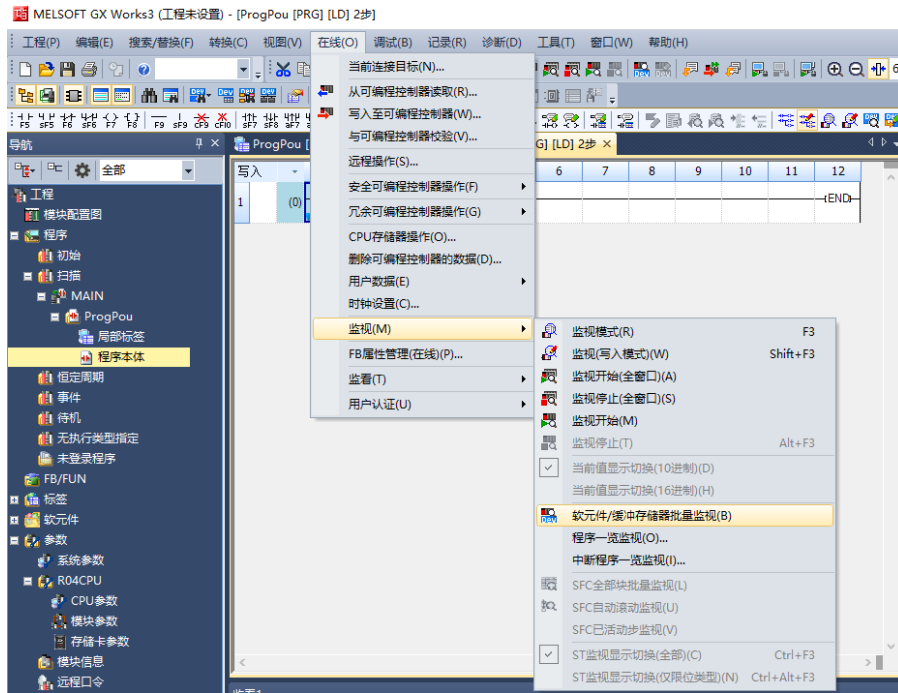 MELSOFT GX Works3 (工程未设置) - [ProgPou [PRG] [LD] 2步]
工程(P) 编辑(E) 搜索/替换(F) 转换(C) 视图(V) 在线(O) 调试(B) 记录(R) 诊断(D) 工具(T) 窗口(W) 帮助(H)
F5 sF5 F6 sF6 F7 F8 F9 sF9 cF9 cF10 sF7 sF8 aF7
导航
ProgPou [
G] [LD] 2步
全部
写入
6 7 8 9 10 11 12
1 (0) END
工程
模块配置图
程序
初始
扫描
MAIN
ProgPou
局部标签
程序本体
恒定周期
事件
待机
无执行类型指定
未登录程序
FB/FUN
标签
软元件
参数
系统参数
R04CPU
CPU参数
模块参数
存储卡参数
模块信息
远程口令
当前连接目标(N)...
从可编程控制器读取(R)...
写入至可编程控制器(W)...
与可编程控制器校验(V)...
远程操作(S)...
安全可编程控制器操作(F)
冗余可编程控制器操作(G)
CPU存储器操作(O)...
删除可编程控制器的数据(D)...
用户数据(E)
时钟设置(C)...
监视(M)
FB属性管理(在线)(P)...
监看(T)
用户认证(U)
监视模式(R) F3
监视(写入模式)(W) Shift+F3
监视开始(全窗口)(A)
监视停止(全窗口)(S)
监视开始(M)
监视停止(T) Alt+F3
当前值显示切换(10进制)(D)
当前值显示切换(16进制)(H)
软元件/缓冲存储器批量监视(B)
程序一览监视(O)...
中断程序一览监视(I)...
SFC全部块批量监视(L)
SFC自动滚动监视(U)
SFC已活动步监视(V)
ST监视显示切换(全部)(C) Ctrl+F3
ST监视显示切换(仅限位类型)(N) Ctrl+Alt+F3